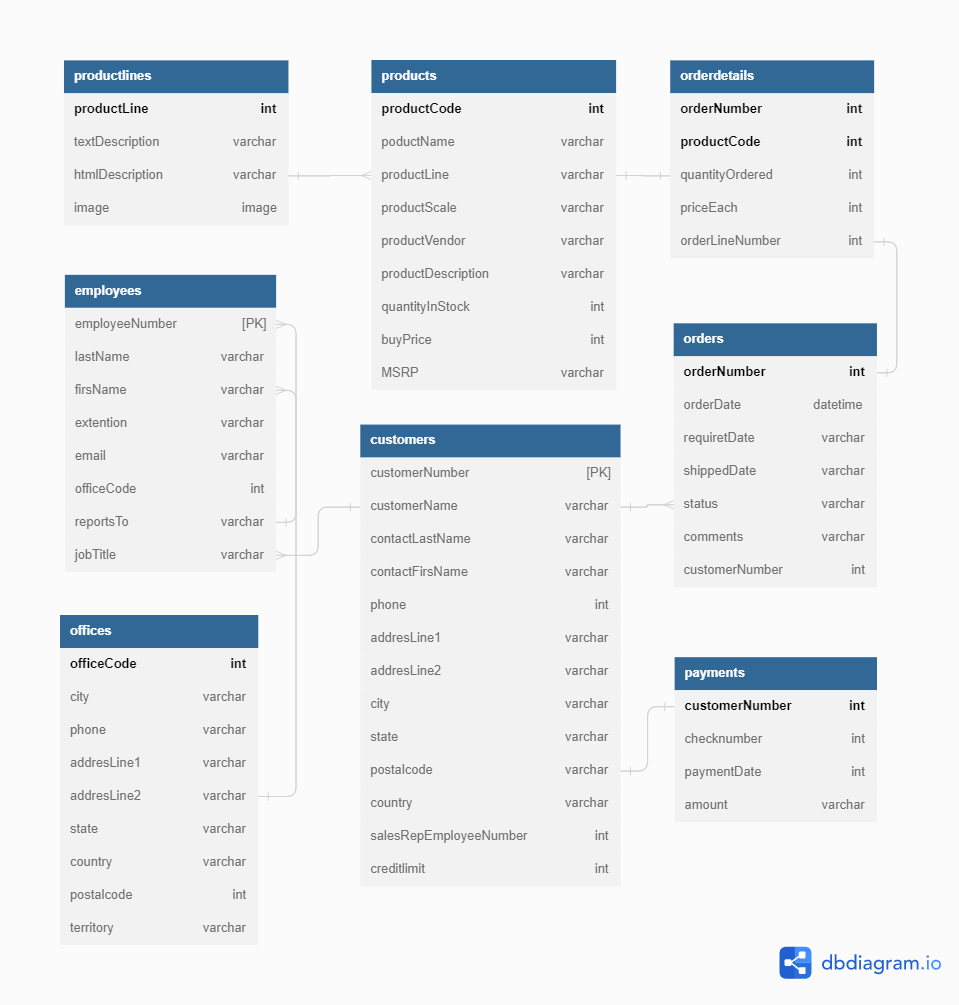 productlines
productLine int
textDescription varchar
htmlDescription varchar
image image
products
productCode int
poductName varchar
productLine varchar
productScale varchar
productVendor varchar
productDescription varchar
quantityInStock int
buyPrice int
MSRP varchar
orderdetails
orderNumber int
productCode int
quantityOrdered int
priceEach int
orderLineNumber int
employees
employeeNumber [PK]
lastName varchar
firsName varchar
extention varchar
email varchar
officeCode int
reportsTo varchar
jobTitle varchar
customers
customerNumber [PK]
customerName varchar
contactLastName varchar
contactFirsName varchar
phone int
addresLine1 varchar
addresLine2 varchar
city varchar
state varchar
postalcode varchar
country varchar
salesRepEmployeeNumber int
creditlimit int
orders
orderNumber int
orderDate datetime
requiretDate varchar
shippedDate varchar
status varchar
comments varchar
customerNumber int
offices
officeCode int
city varchar
phone varchar
addresLine1 varchar
addresLine2 varchar
state varchar
country varchar
postalcode int
territory varchar
payments
customerNumber int
checknumber int
paymentDate int
amount varchar
dbdiagram.io